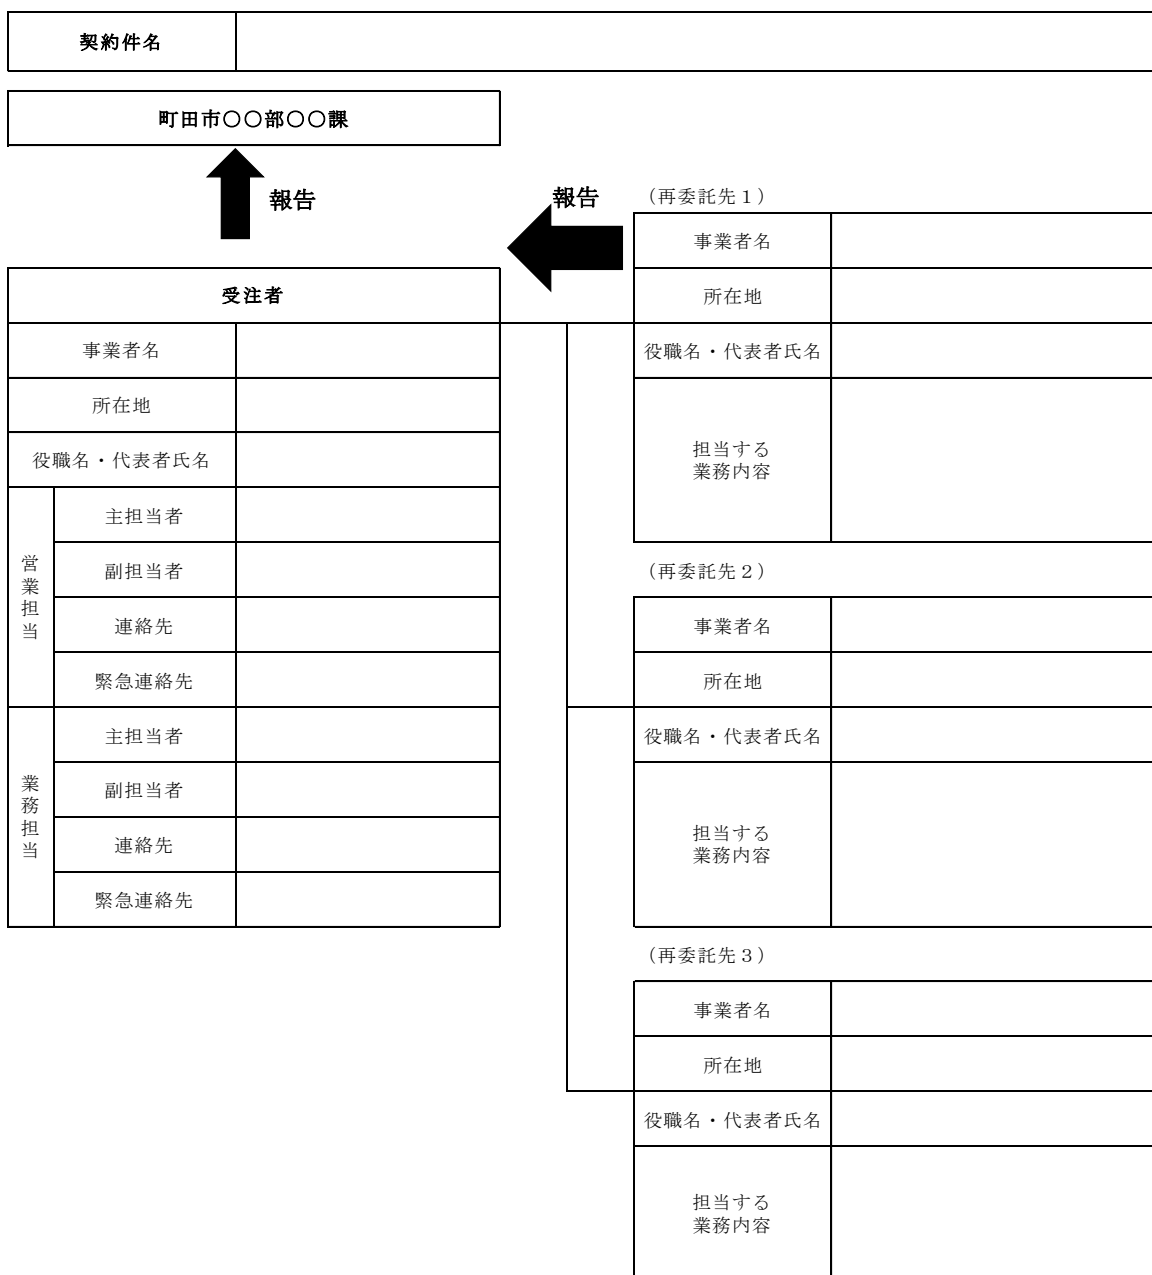 契約件名
町田市〇〇部〇〇課
報告
報告
受注者
事業者名
所在地
役職名・代表者氏名
営業担当
主担当者
副担当者
連絡先
緊急連絡先
業務担当
主担当者
副担当者
連絡先
緊急連絡先
（再委託先１）
事業者名
所在地
役職名・代表者氏名
担当する
業務内容
（再委託先２）
事業者名
所在地
役職名・代表者氏名
担当する
業務内容
（再委託先３）
事業者名
所在地
役職名・代表者氏名
担当する
業務内容